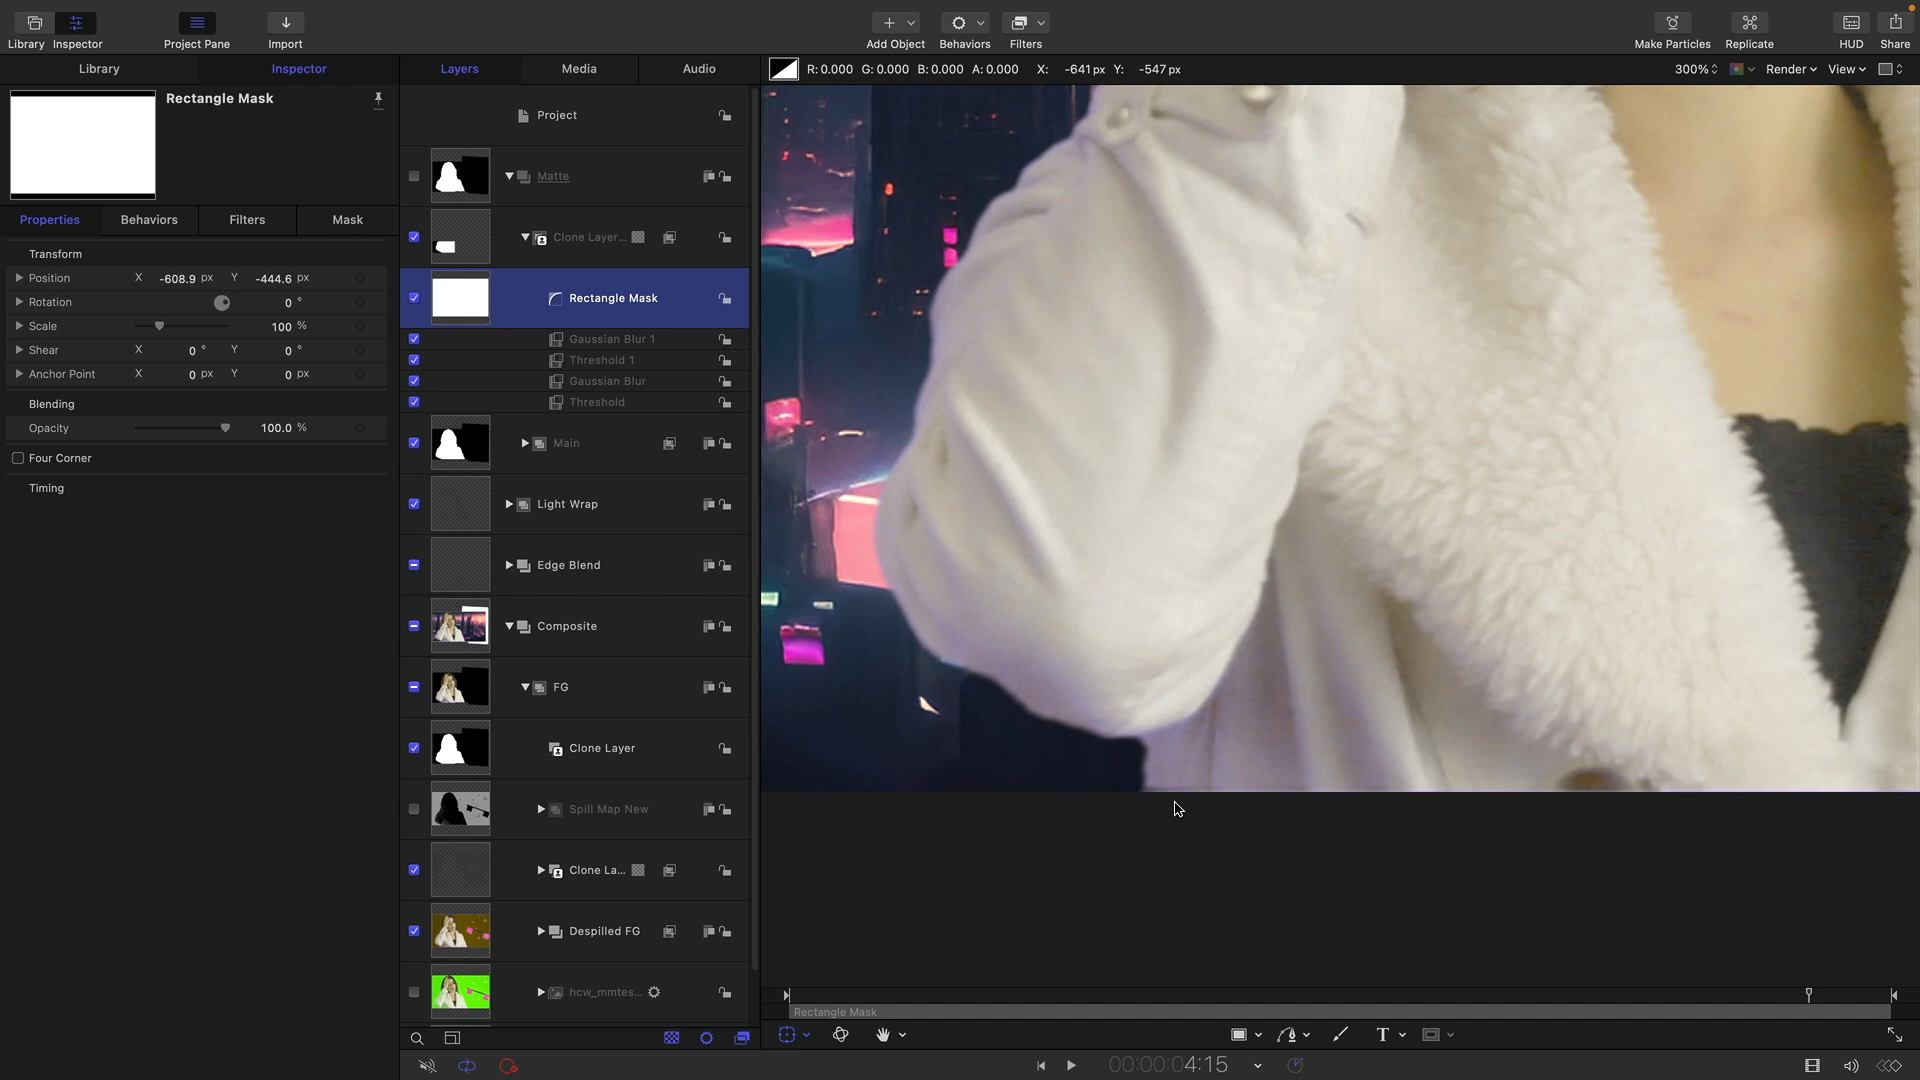 Library Inspector Project Pane Import Add Object Behaviors Filters Make Particles Replicate HUD Share
Library Inspector Layers Media Audio R: 0.000 G: 0.000 B: 0.000 A: 0.000 X: -641 px Y: -547 px 300% Render View
Rectangle Mask
Properties Behaviors Filters Mask
Transform
Position X -608.9 px Y -444.6 px
Rotation 0 °
Scale 100 %
Shear X 0 ° Y 0 °
Anchor Point X 0 px Y 0 px
Blending
Opacity 100.0 %
Four Corner
Timing
Project
Matte
Clone Layer...
Rectangle Mask
Gaussian Blur 1
Threshold 1
Gaussian Blur
Threshold
Main
Light Wrap
Edge Blend
Composite
FG
Clone Layer
Spill Map New
Clone La...
Despilled FG
hcw_mmtes...
Rectangle Mask
T
00:00:04:15